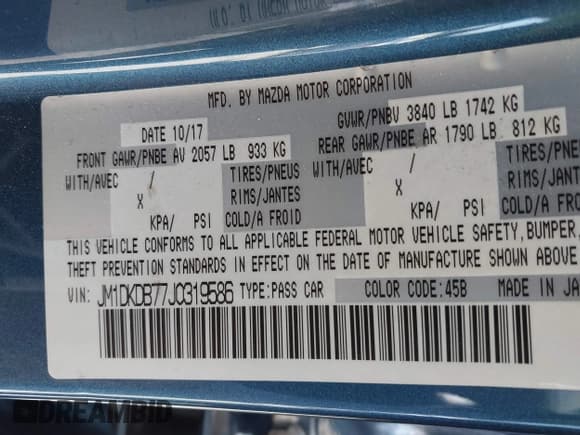 MFD. BY MAZDA MOTOR CORPORATION
DATE 10/17
GVWR/PNBV 3840 LB 1742 KG
FRONT GAWR/PNBE AV 2057 LB 933 KG
REAR GAWR/PNBE AR 1790 LB 812 KG
WITH/AVEC / TIRES/PNEUS WITH/AVEC / TIRES/PNEUS
X RIMS/JANTES X RIMS/JANTES
KPA/ PSI COLD/A FROID KPA/ PSI COLD/A FROID
THIS VEHICLE CONFORMS TO ALL APPLICABLE FEDERAL MOTOR VEHICLE SAFETY, BUMPER,
THEFT PREVENTION STANDARDS IN EFFECT ON THE DATE OF MANUFACTURE SHOWN ABOVE
VIN: JM1DKDB77J0319586 TYPE:PASS CAR COLOR CODE:45B MADE IN JA
DREAMBID